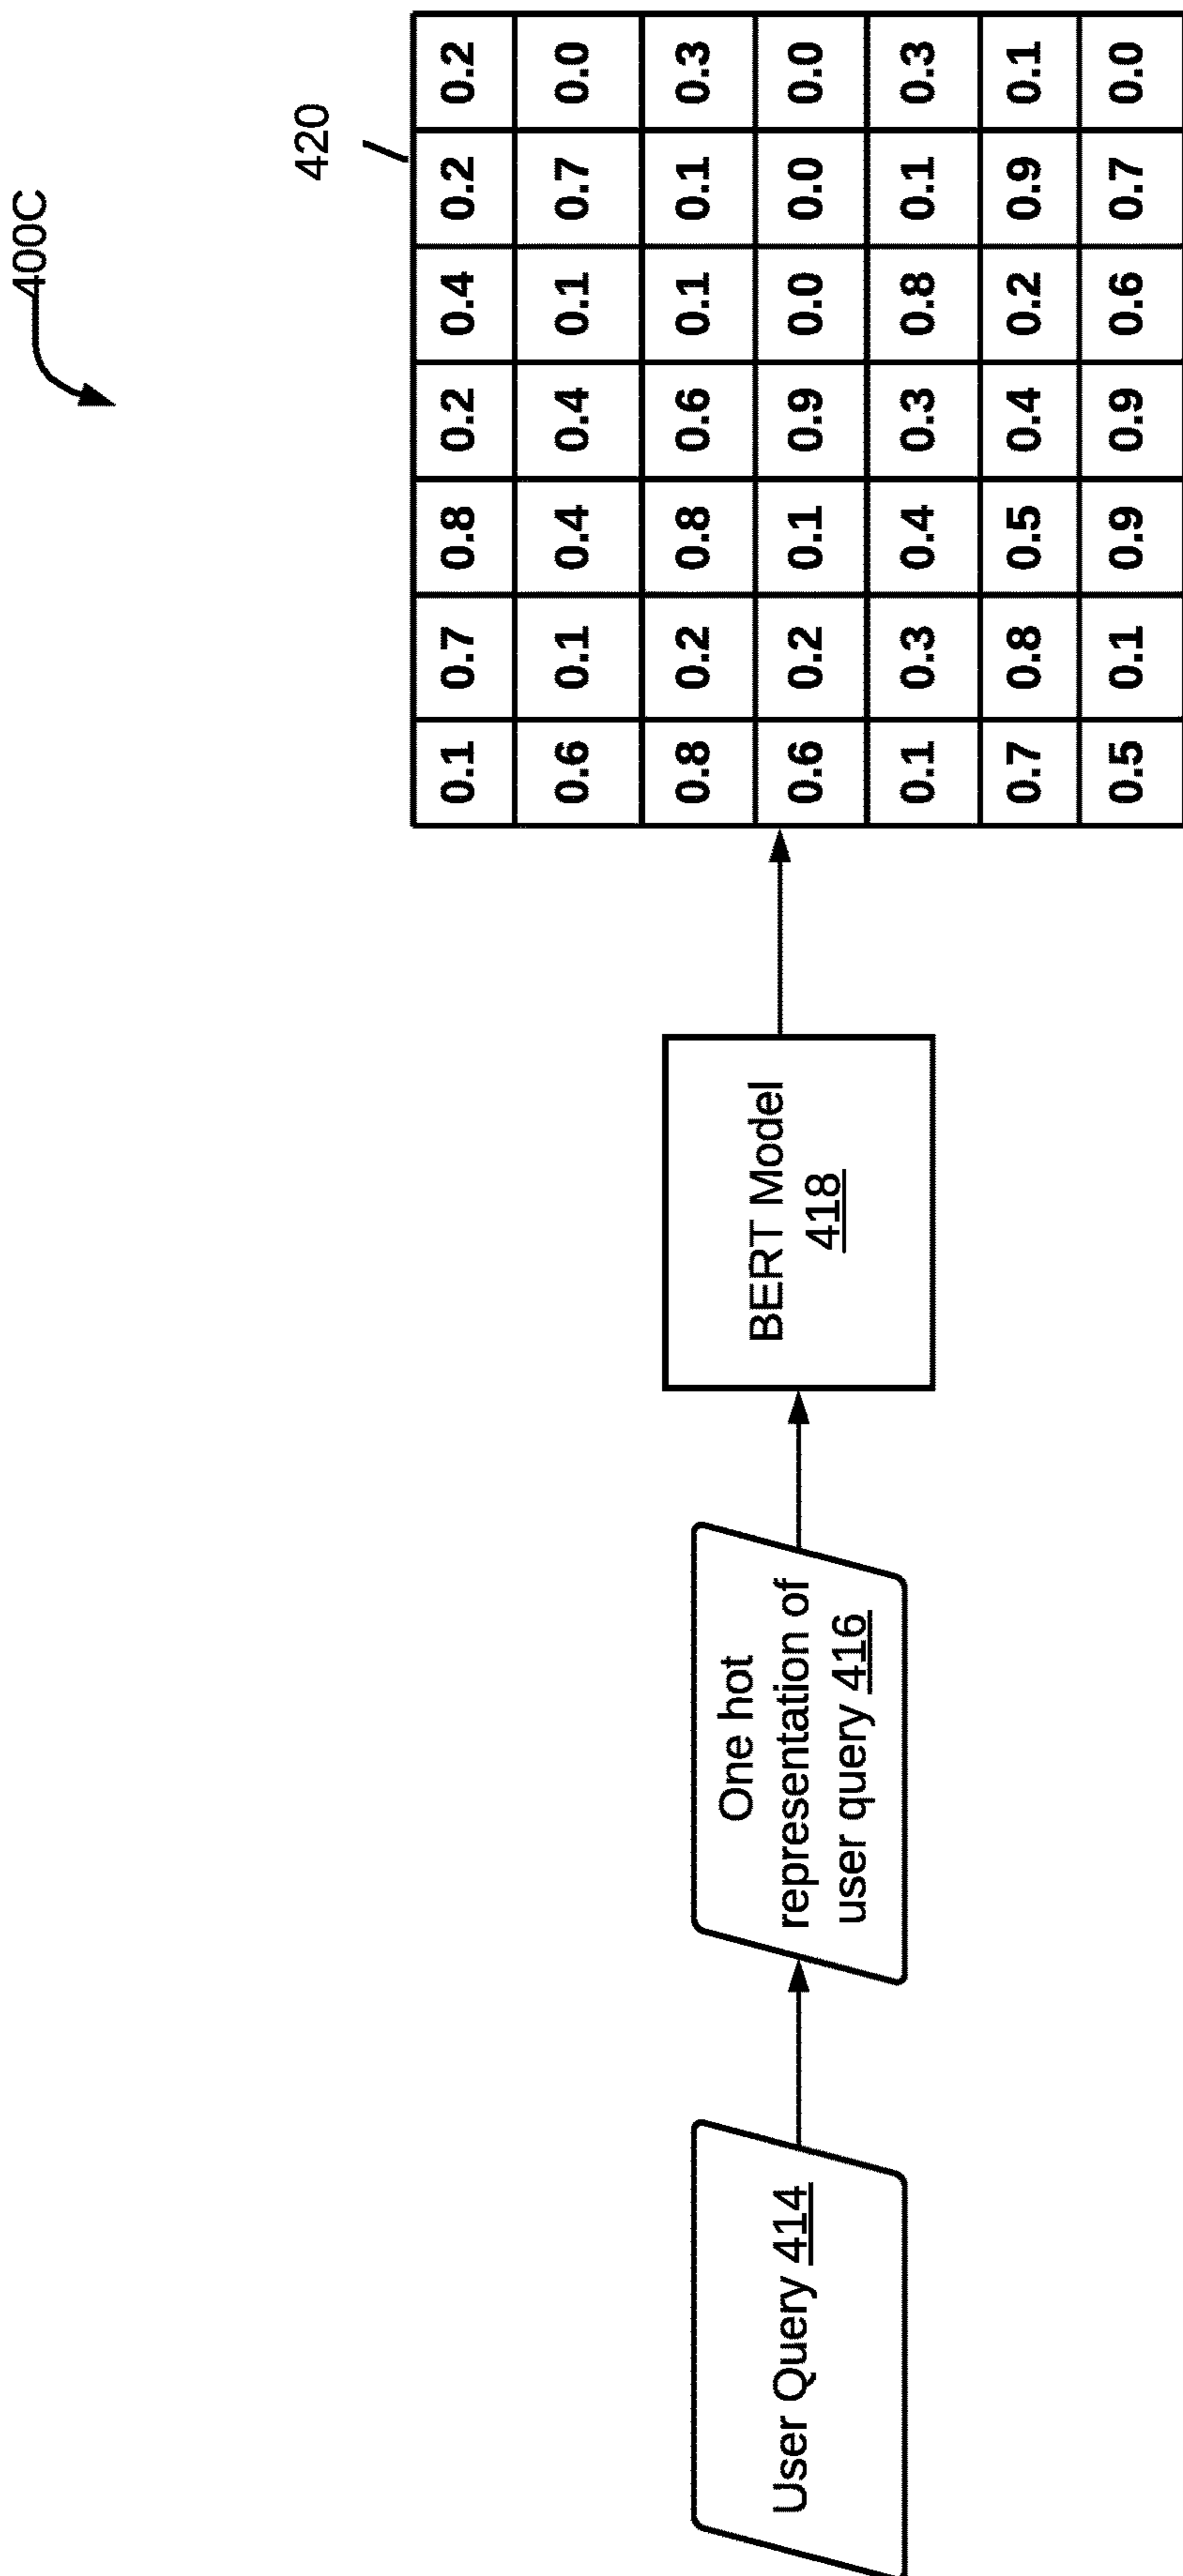 400C
User Query 414
One hot
representation of
user query 416
BERT Model
418
420
0.1 0.7 0.8 0.2 0.4 0.2 0.2
0.6 0.1 0.4 0.4 0.1 0.7 0.0
0.8 0.2 0.8 0.6 0.1 0.1 0.3
0.6 0.2 0.1 0.9 0.0 0.0 0.0
0.1 0.3 0.4 0.3 0.8 0.1 0.3
0.7 0.8 0.5 0.4 0.2 0.9 0.1
0.5 0.1 0.9 0.9 0.6 0.7 0.0